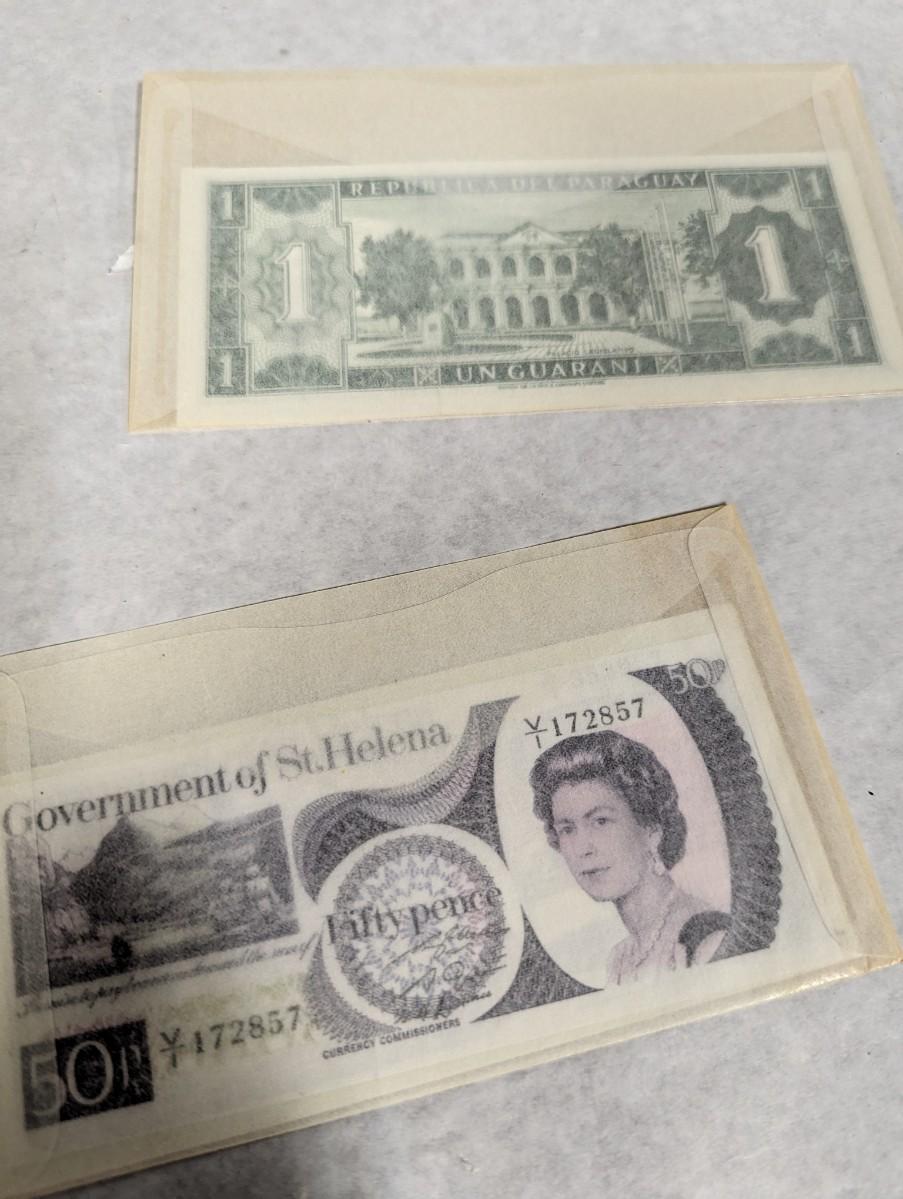 REPUBLICA DEL PARAGUAY
1 1
1 1
1 1
UN GUARANI
50P
V/1 172857
Government of St.Helena
Fifty pence
V/1 172857
50P
CURRENCY COMMISSIONERS